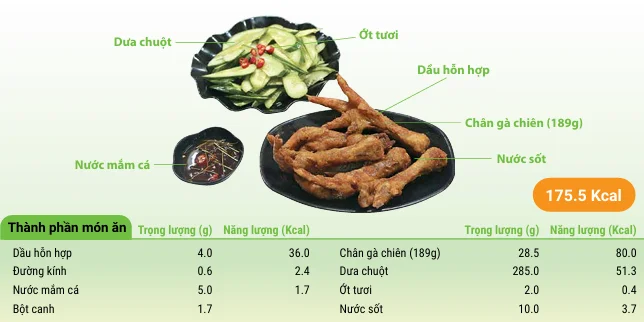 Dưa chuột
Ớt tươi
Dầu hỗn hợp
Chân gà chiên (189g)
Nước sốt
Nước mắm cá
175.5 Kcal
Thành phần món ăn Trọng lượng (g) Năng lượng (Kcal) Trọng lượng (g) Năng lượng (Kcal)
Dầu hỗn hợp 4.0 36.0 Chân gà chiên (189g) 28.5 80.0
Đường kính 0.6 2.4 Dưa chuột 285.0 51.3
Nước mắm cá 5.0 1.7 Ớt tươi 2.0 0.4
Bột canh 1.7 Nước sốt 10.0 3.7